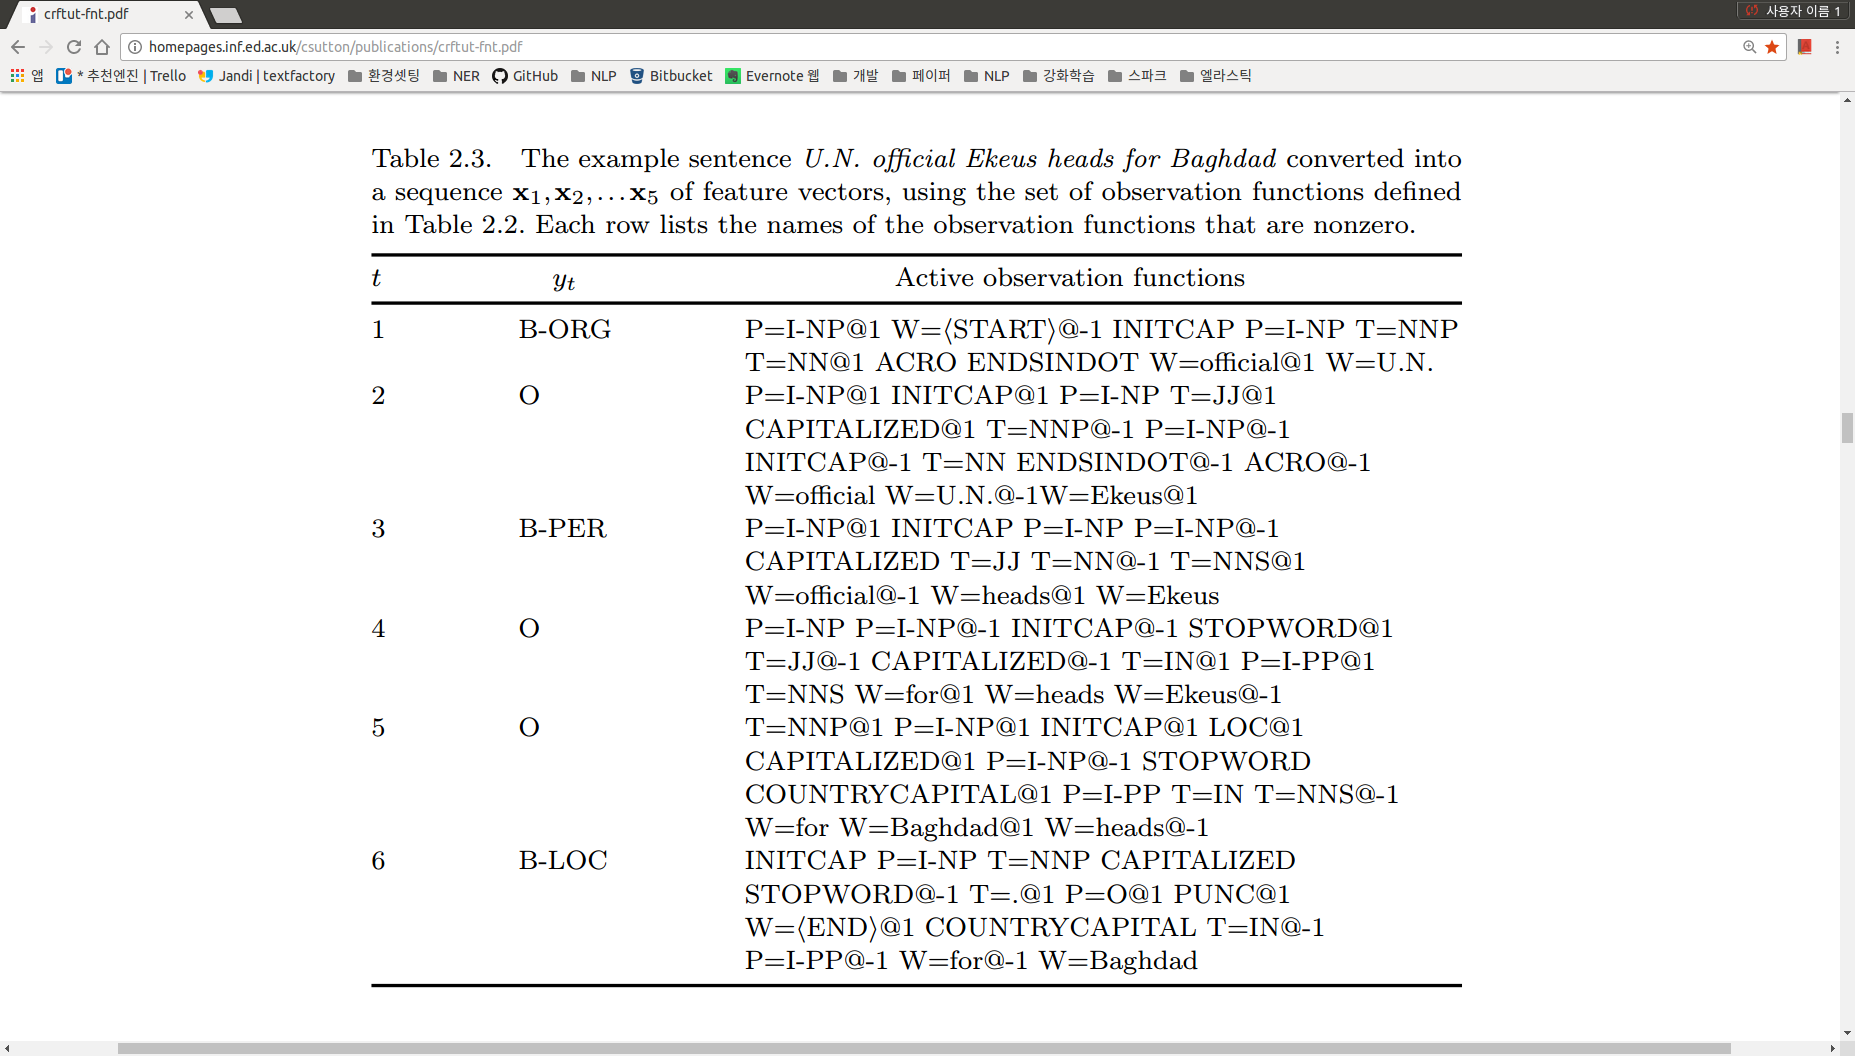 crftut-fnt.pdf
사용자 이름 1
homepages.inf.ed.ac.uk/csutton/publications/crftut-fnt.pdf
앱 * 추천엔진 | Trello Jandi | textfactory 환경셋팅 NER GitHub NLP Bitbucket Evernote 웹 개발 페이퍼 NLP 강화학습 스파크 엘라스틱
Table 2.3. The example sentence U.N. official Ekeus heads for Baghdad converted into
a sequence x1, x2, ... x5 of feature vectors, using the set of observation functions defined
in Table 2.2. Each row lists the names of the observation functions that are nonzero.
t yt Active observation functions
1 B-ORG P=I-NP@1 W=⟨START⟩@-1 INITCAP P=I-NP T=NNP
T=NN@1 ACRO ENDSINDOT W=official@1 W=U.N.
2 O P=I-NP@1 INITCAP@1 P=I-NP T=JJ@1
CAPITALIZED@1 T=NNP@-1 P=I-NP@-1
INITCAP@-1 T=NN ENDSINDOT@-1 ACRO@-1
W=official W=U.N.@-1W=Ekeus@1
3 B-PER P=I-NP@1 INITCAP P=I-NP P=I-NP@-1
CAPITALIZED T=JJ T=NN@-1 T=NNS@1
W=official@-1 W=heads@1 W=Ekeus
4 O P=I-NP P=I-NP@-1 INITCAP@-1 STOPWORD@1
T=JJ@-1 CAPITALIZED@-1 T=IN@1 P=I-PP@1
T=NNS W=for@1 W=heads W=Ekeus@-1
5 O T=NNP@1 P=I-NP@1 INITCAP@1 LOC@1
CAPITALIZED@1 P=I-NP@-1 STOPWORD
COUNTRYCAPITAL@1 P=I-PP T=IN T=NNS@-1
W=for W=Baghdad@1 W=heads@-1
6 B-LOC INITCAP P=I-NP T=NNP CAPITALIZED
STOPWORD@-1 T=.@1 P=O@1 PUNC@1
W=⟨END⟩@1 COUNTRYCAPITAL T=IN@-1
P=I-PP@-1 W=for@-1 W=Baghdad